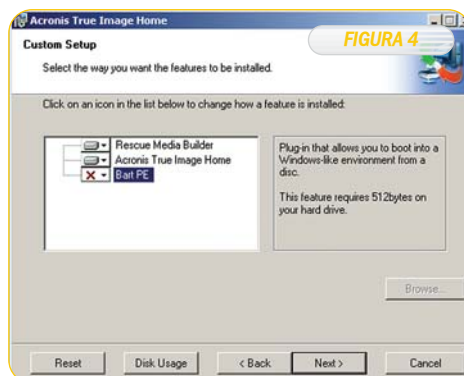 Acronis True Image Home
FIGURA 4
Custom Setup
Select the way you want the features to be installed.
Click on an icon in the list below to change how a feature is installed:
Rescue Media Builder
Acronis True Image Home
Bart PE
Plug-in that allows you to boot into a
Windows-like environment from a
disc.
This feature requires 512bytes on
your hard drive.
Browse...
Reset
Disk Usage
< Back
Next >
Cancel